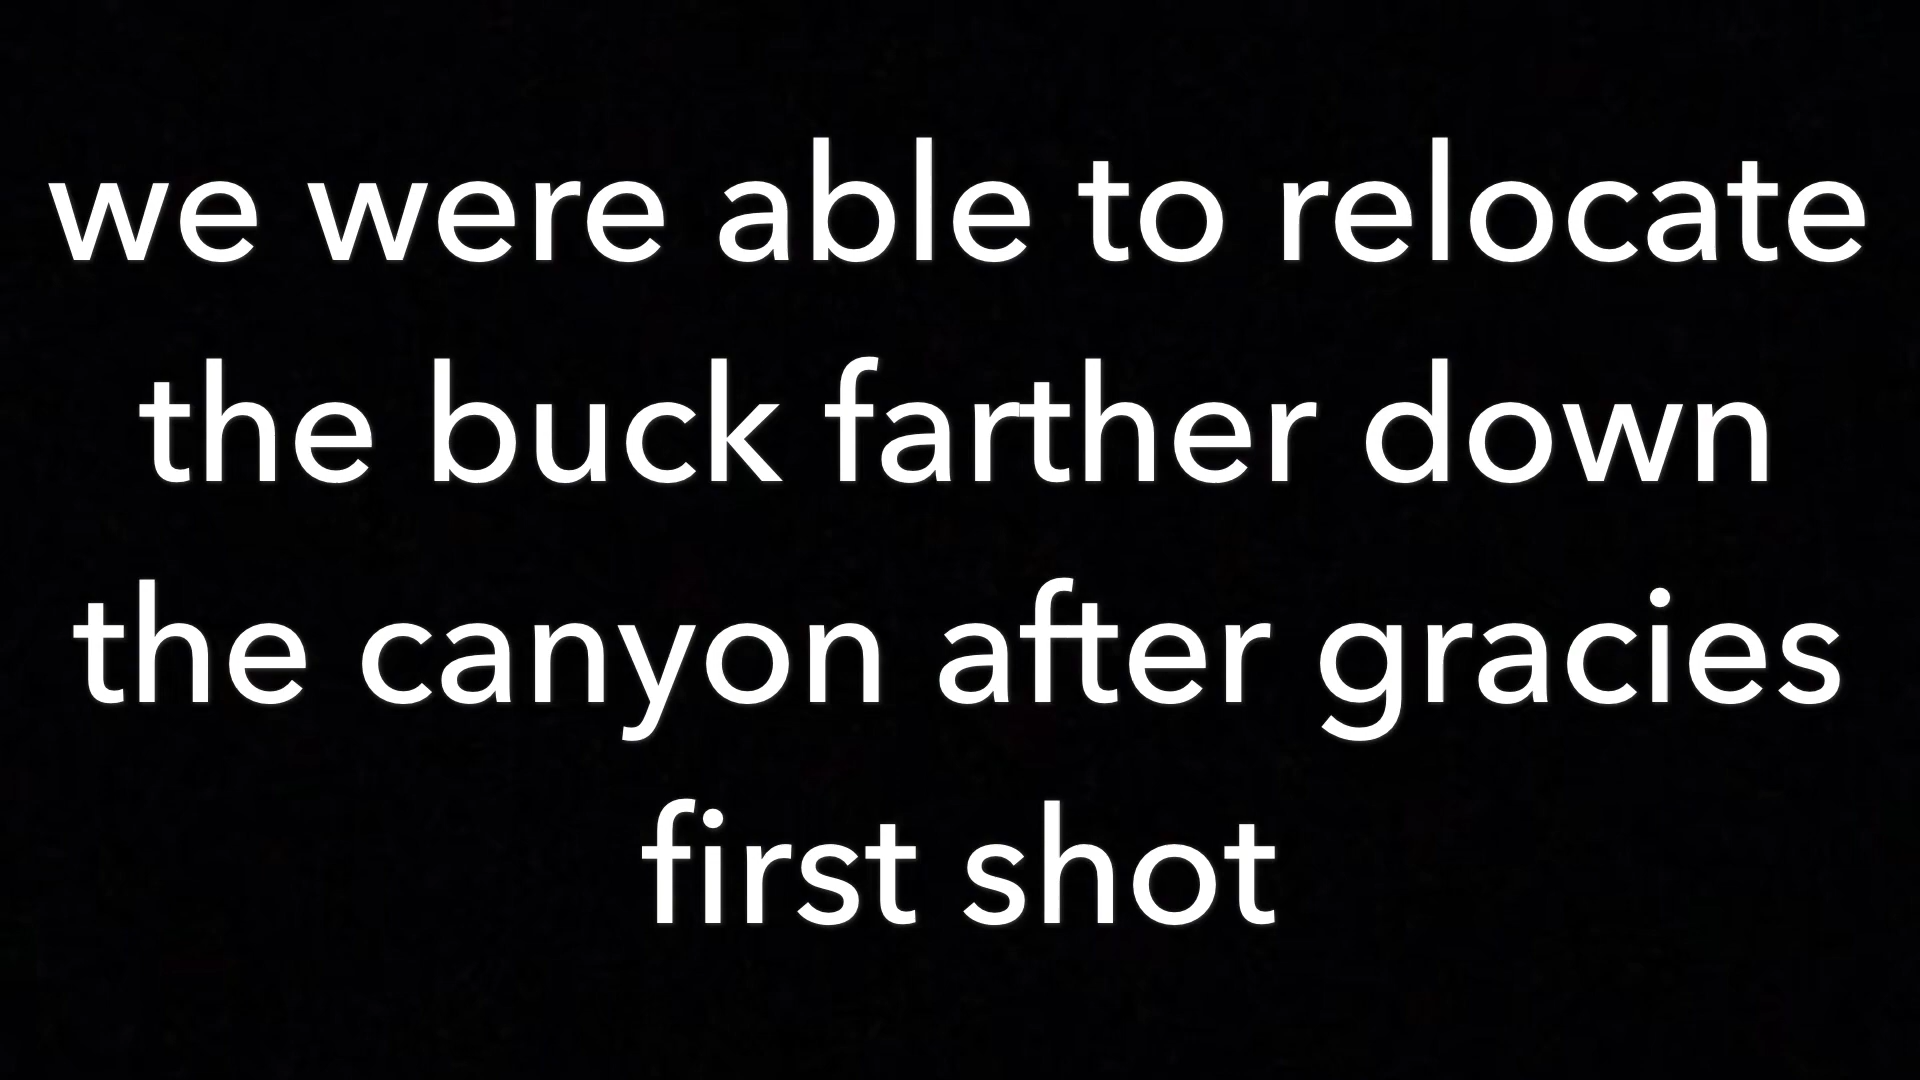 we were able to relocate
the buck farther down
the canyon after gracies
first shot